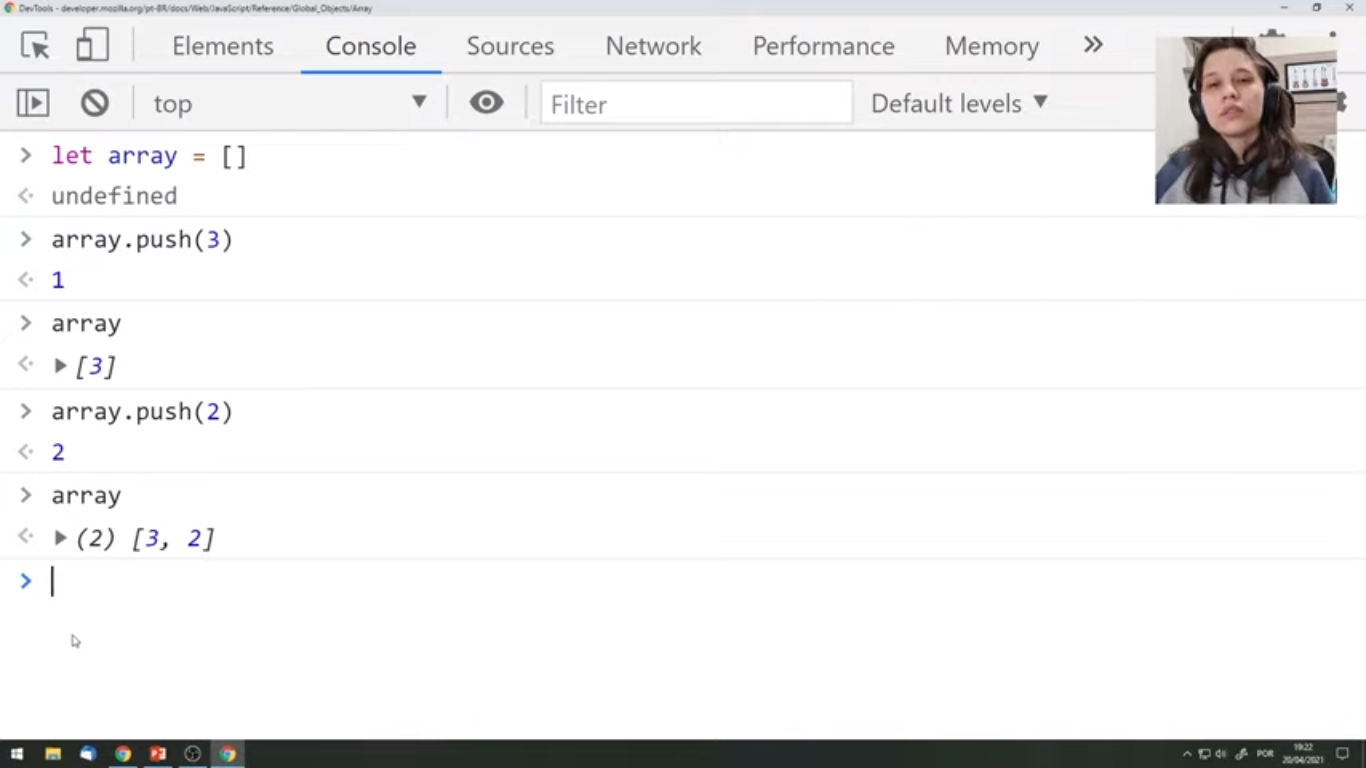 DevTools - developer.mozilla.org/pt-BR/docs/Web/JavaScript/Reference/Global_Objects/Array
Elements Console Sources Network Performance Memory »
top Filter Default levels
> let array = []
undefined
> array.push(3)
1
> array
[3]
> array.push(2)
2
> array
(2) [3, 2]
>
POR 19:22
20/04/2021